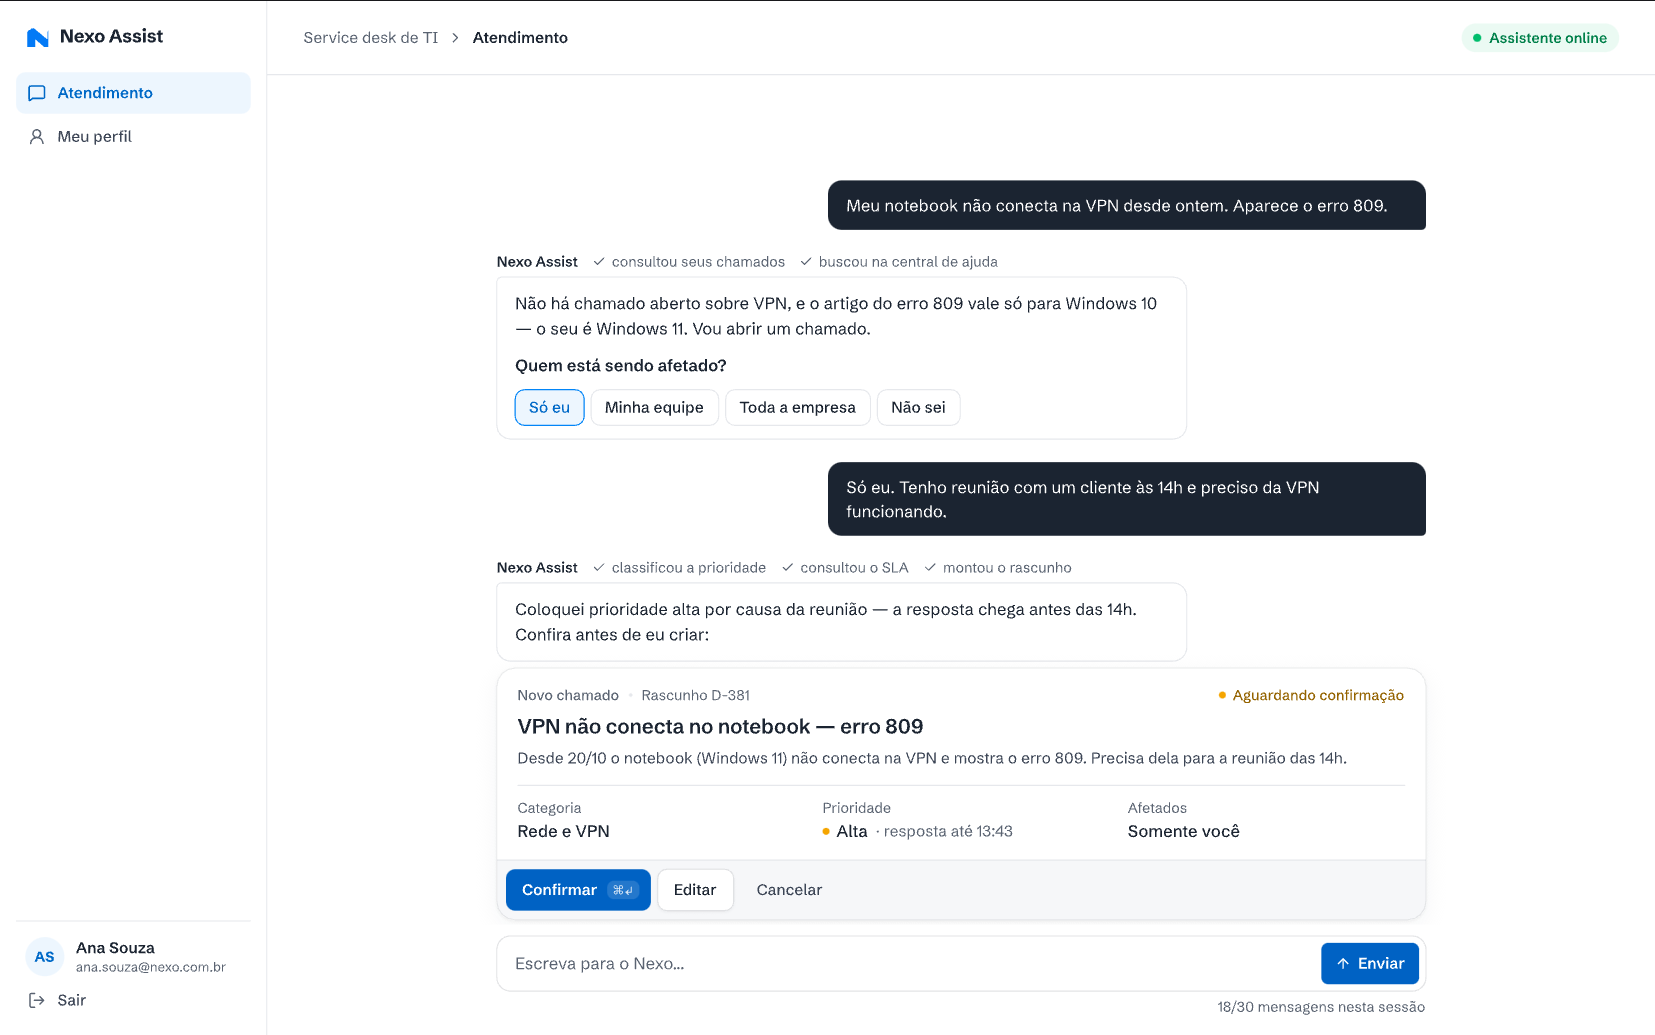 Nexo Assist
Service desk de TI > Atendimento
Assistente online
Atendimento
Meu perfil
Meu notebook não conecta na VPN desde ontem. Aparece o erro 809.
Nexo Assist ✓ consultou seus chamados ✓ buscou na central de ajuda
Não há chamado aberto sobre VPN, e o artigo do erro 809 vale só para Windows 10
— o seu é Windows 11. Vou abrir um chamado.
Quem está sendo afetado?
Só eu Minha equipe Toda a empresa Não sei
Só eu. Tenho reunião com um cliente às 14h e preciso da VPN
funcionando.
Nexo Assist ✓ classificou a prioridade ✓ consultou o SLA ✓ montou o rascunho
Coloquei prioridade alta por causa da reunião — a resposta chega antes das 14h.
Confira antes de eu criar:
Novo chamado · Rascunho D-381
Aguardando confirmação
VPN não conecta no notebook — erro 809
Desde 20/10 o notebook (Windows 11) não conecta na VPN e mostra o erro 809. Precisa dela para a reunião das 14h.
Categoria
Rede e VPN
Prioridade
Alta · resposta até 13:43
Afetados
Somente você
Confirmar ⌘↵ Editar Cancelar
Escreva para o Nexo...
↑ Enviar
18/30 mensagens nesta sessão
AS
Ana Souza
ana.souza@nexo.com.br
Sair